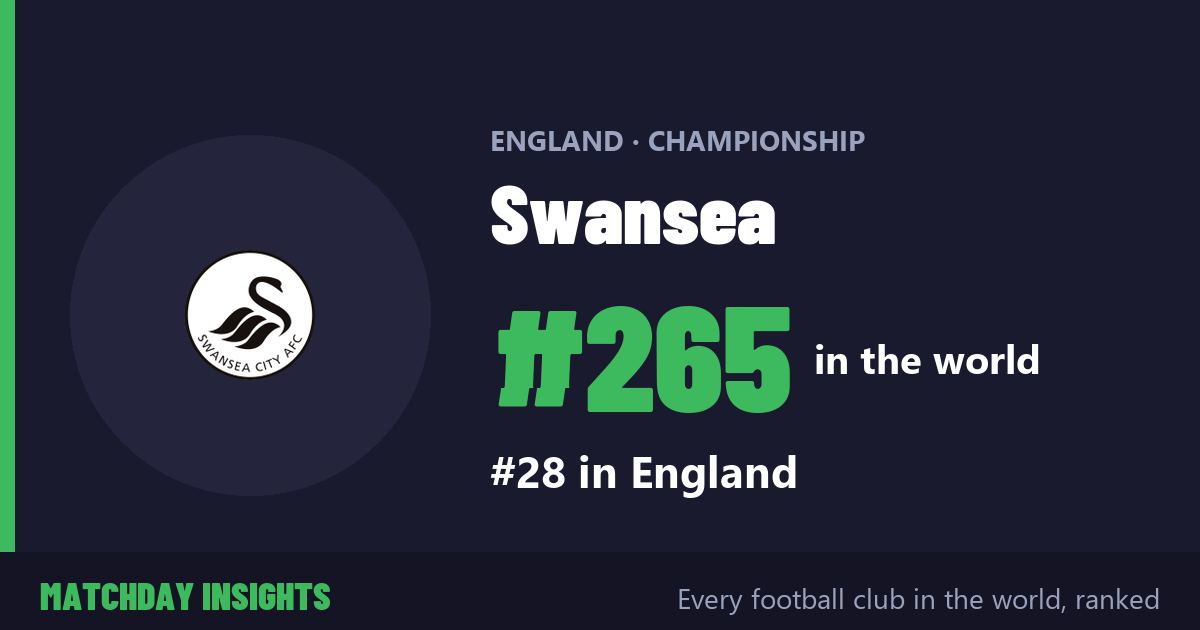 ENGLAND · CHAMPIONSHIP
Swansea
SWANSEA CITY AFC
#265 in the world
#28 in England
MATCHDAY INSIGHTS
Every football club in the world, ranked